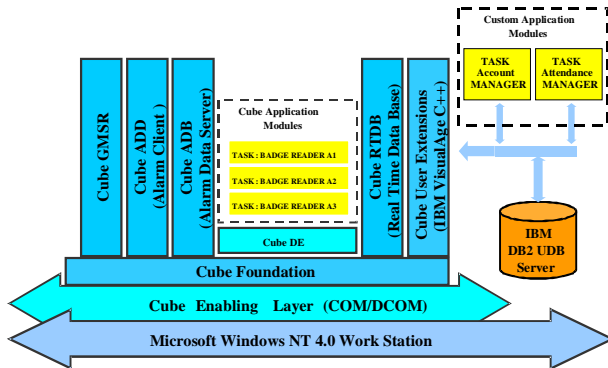 Custom Application
Modules
TASK
Account
MANAGER
TASK
Attendance
MANAGER
Cube GMSR
Cube ADD
(Alarm Client)
Cube ADB
(Alarm Data Server)
Cube Application
Modules
TASK : BADGE READER A1
TASK : BADGE READER A2
TASK : BADGE READER A3
Cube DE
Cube RTDB
(Real Time Data Base)
Cube User Extensions
(IBM VisualAge C++)
IBM
DB2 UDB
Server
Cube Foundation
Cube Enabling Layer (COM/DCOM)
Microsoft Windows NT 4.0 Work Station